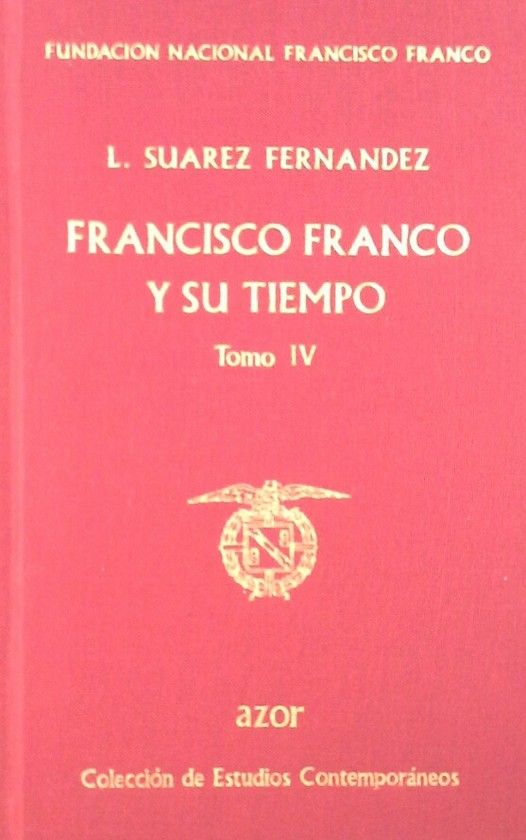 FUNDACION NACIONAL FRANCISCO FRANCO
L. SUAREZ FERNANDEZ
FRANCISCO FRANCO
Y SU TIEMPO
Tomo IV
azor
Colección de Estudios Contemporáneos